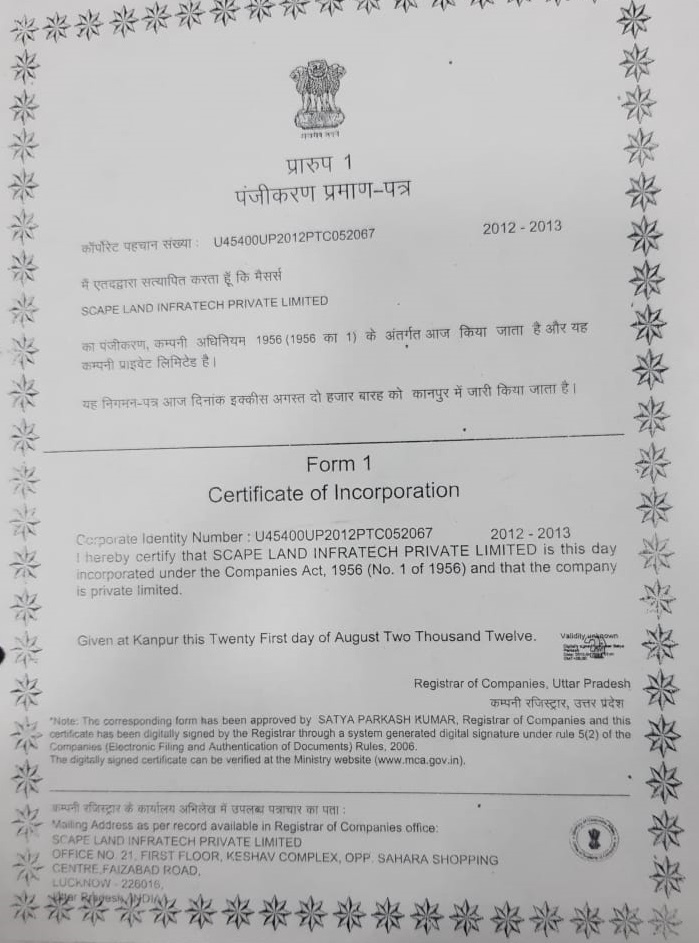 प्रारुप 1
पंजीकरण प्रमाण-पत्र
कॉर्पोरेट पहचान संख्या : U45400UP2012PTC052067 2012 - 2013
मैं एतदद्वारा सत्यापित करता हूँ कि मैसर्स
SCAPE LAND INFRATECH PRIVATE LIMITED
का पंजीकरण, कम्पनी अधिनियम 1956 (1956 का 1) के अंतर्गत आज किया जाता है और यह
कम्पनी प्राइवेट लिमिटेड है।
यह निगमन-पत्र आज दिनांक इक्कीस अगस्त दो हजार बारह को कानपुर में जारी किया जाता है।
Form 1
Certificate of Incorporation
Corporate Identity Number : U45400UP2012PTC052067 2012 - 2013
I hereby certify that SCAPE LAND INFRATECH PRIVATE LIMITED is this day
incorporated under the Companies Act, 1956 (No. 1 of 1956) and that the company
is private limited.
Given at Kanpur this Twenty First day of August Two Thousand Twelve.
Validity unknown
Registrar of Companies, Uttar Pradesh
कम्पनी रजिस्ट्रार, उत्तर प्रदेश
*Note: The corresponding form has been approved by SATYA PARKASH KUMAR, Registrar of Companies and this
certificate has been digitally signed by the Registrar through a system generated digital signature under rule 5(2) of the
Companies (Electronic Filing and Authentication of Documents) Rules, 2006.
The digitally signed certificate can be verified at the Ministry website (www.mca.gov.in).
कम्पनी रजिस्ट्रार के कार्यालय अभिलेख में उपलब्ध पत्राचार का पता :
Mailing Address as per record available in Registrar of Companies office:
SCAPE LAND INFRATECH PRIVATE LIMITED
OFFICE NO. 21, FIRST FLOOR, KESHAV COMPLEX, OPP. SAHARA SHOPPING
CENTRE,FAIZABAD ROAD,
LUCKNOW - 226016,
Uttar Pradesh, INDIA